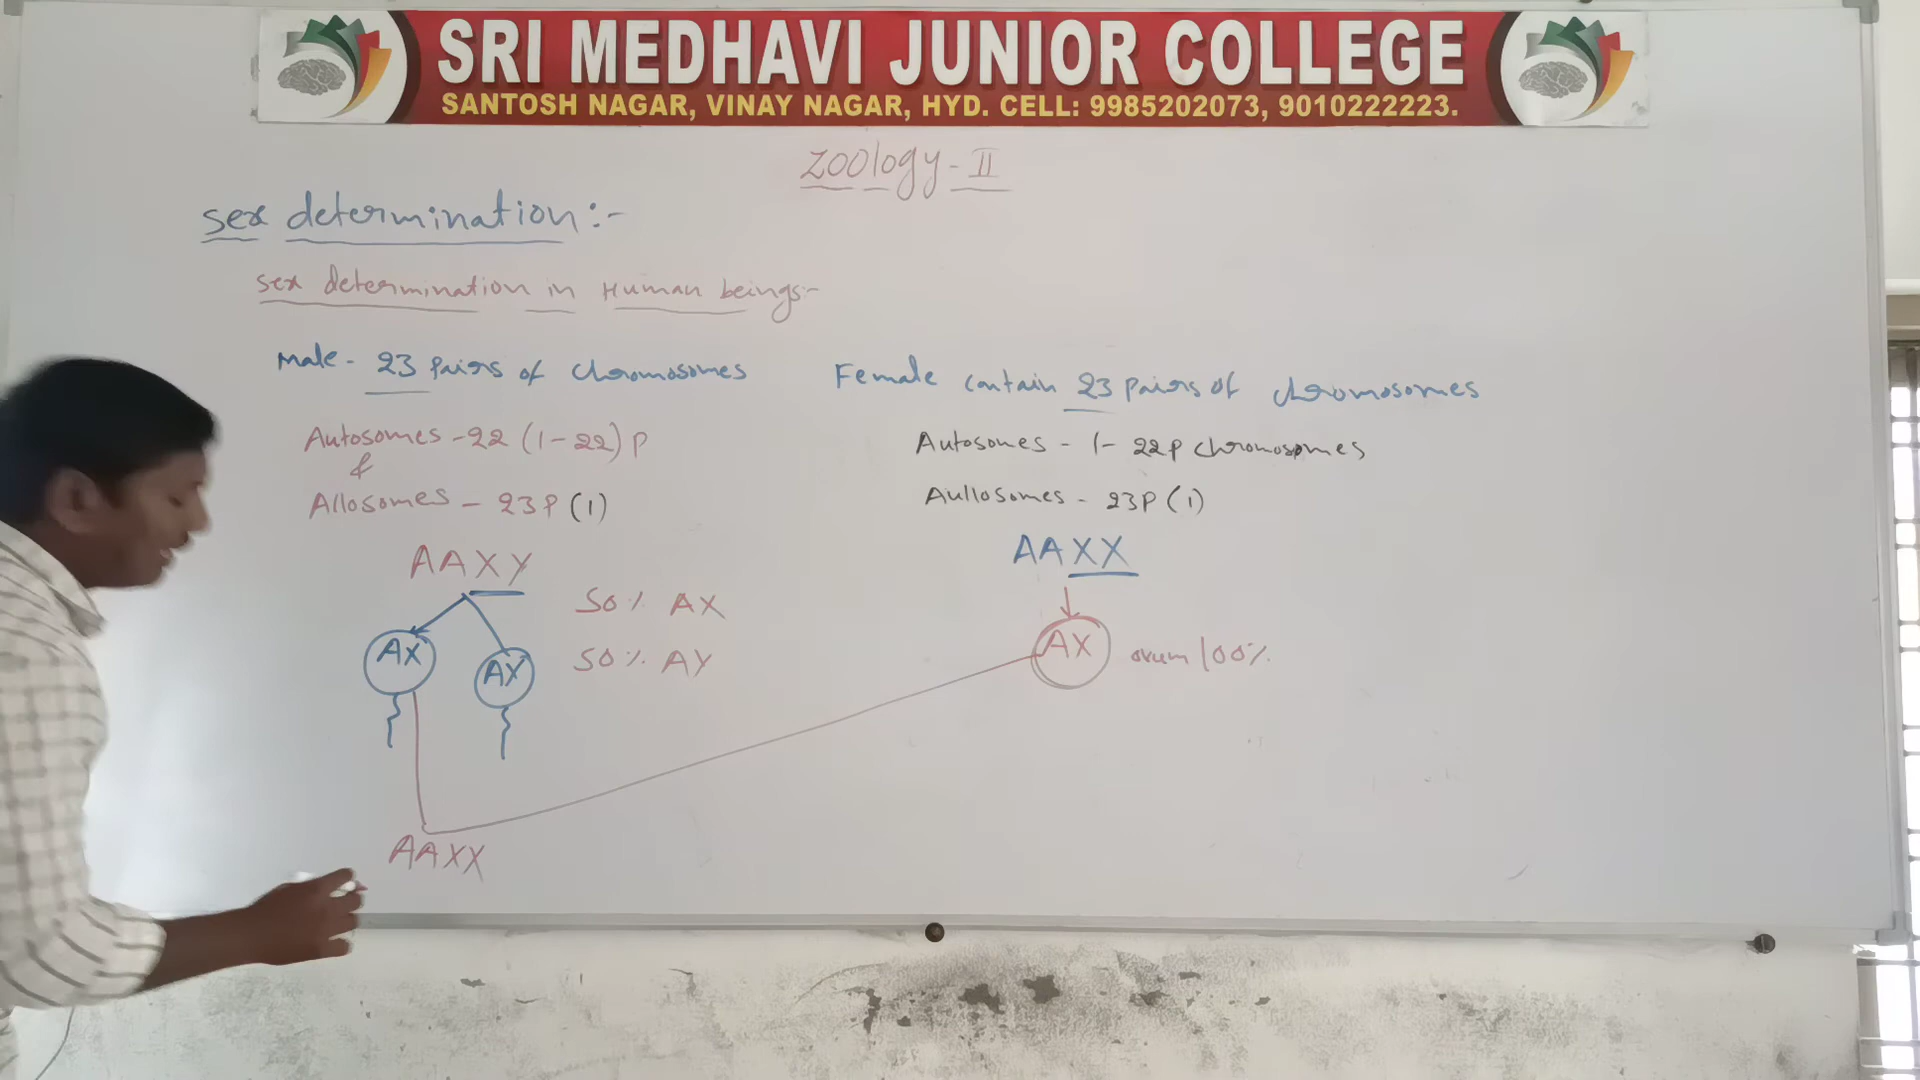 SRI MEDHAVI JUNIOR COLLEGE
SANTOSH NAGAR, VINAY NAGAR, HYD. CELL: 9985202073, 9010222223.
Zoology - II
sex determination:-
sex determination in Human beings:-
Male - 23 Pairs of chromosomes
Autosomes - 22 (1-22) P
&
Allosomes - 23P (1)
AAXY
50% AX
50% AY
AX
AY
Female contain 23 pairs of chromosomes
Autosomes - 1-22P chromosomes
Aullosomes - 23P (1)
AAXX
AX
ovum 100%
AAXX